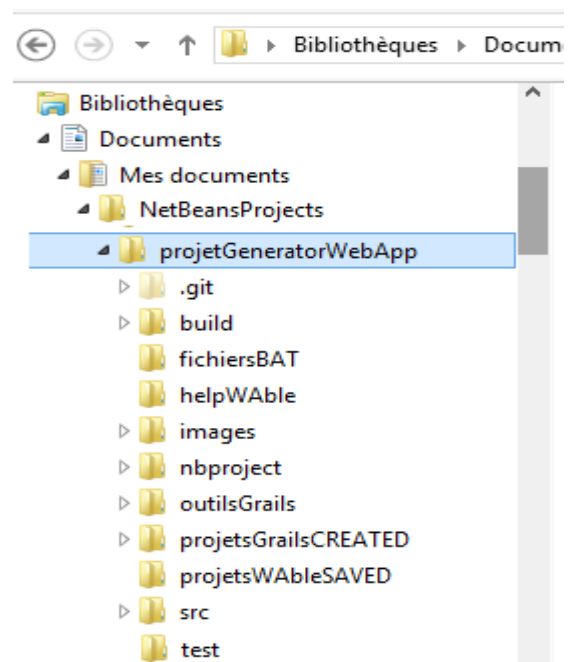 Bibliothèques Docum
Bibliothèques
Documents
Mes documents
NetBeansProjects
projetGeneratorWebApp
.git
build
fichiersBAT
helpWAble
images
nbproject
outilsGrails
projetsGrailsCREATED
projetsWAbleSAVED
src
test